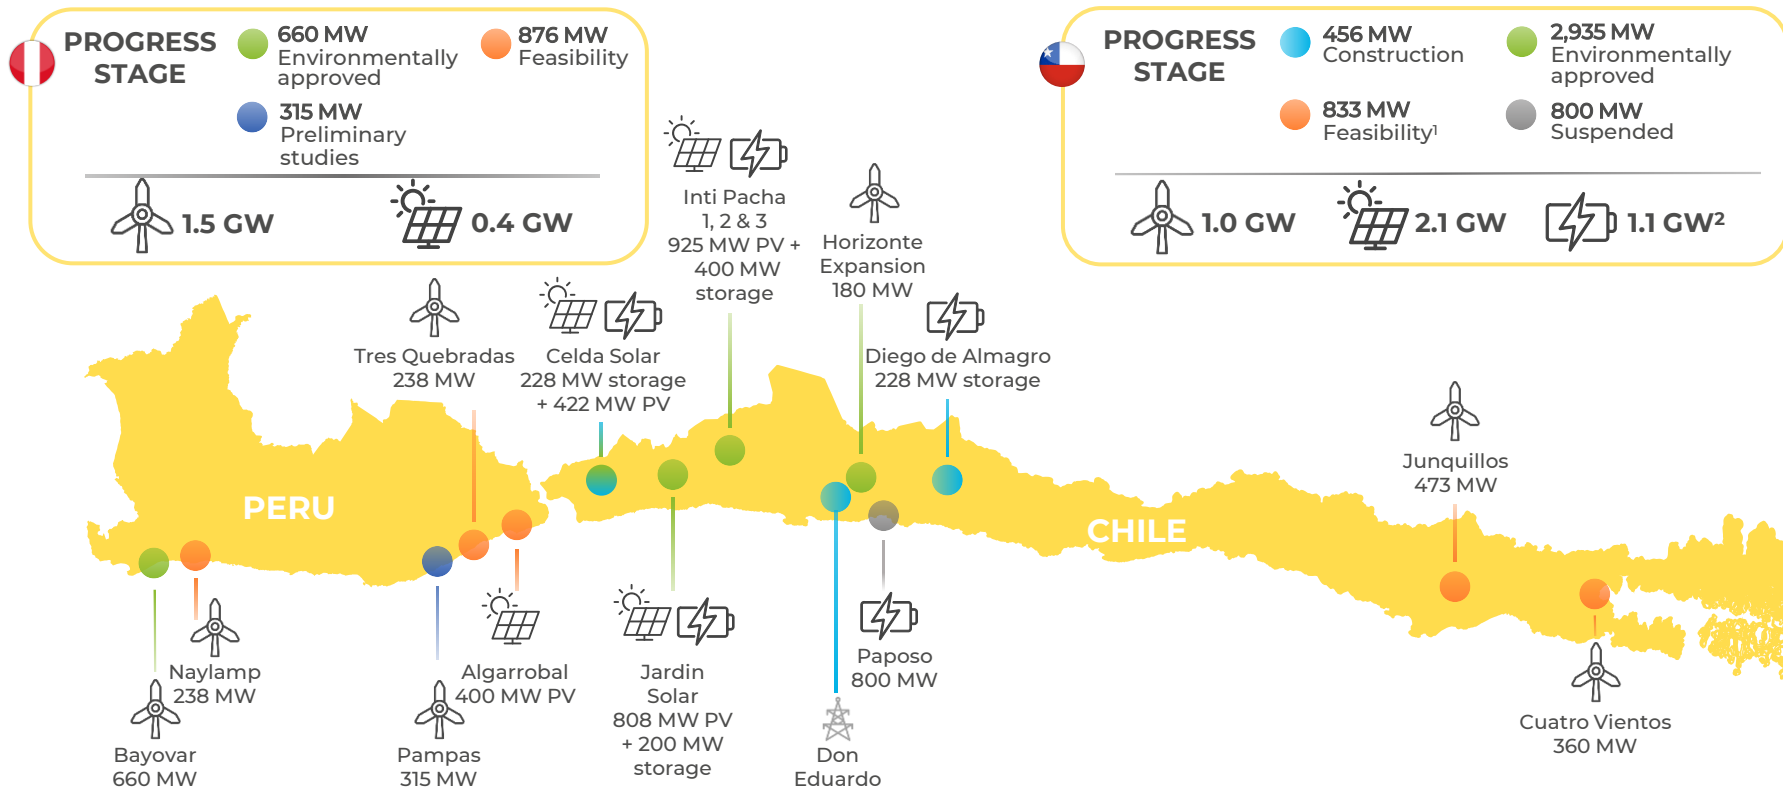 PROGRESS
STAGE
660 MW
Environmentally
approved
876 MW
Feasibility
315 MW
Preliminary
studies
1.5 GW
0.4 GW
PROGRESS
STAGE
456 MW
Construction
2,935 MW
Environmentally
approved
833 MW
Feasibility¹
800 MW
Suspended
1.0 GW
2.1 GW
1.1 GW²
Inti Pacha
1, 2 & 3
925 MW PV +
400 MW
storage
Horizonte
Expansion
180 MW
Tres Quebradas
238 MW
Celda Solar
228 MW storage
+ 422 MW PV
Diego de Almagro
228 MW storage
Junquillos
473 MW
PERU
CHILE
Naylamp
238 MW
Bayovar
660 MW
Pampas
315 MW
Algarrobal
400 MW PV
Jardin
Solar
808 MW PV
+ 200 MW
storage
Don
Eduardo
Paposo
800 MW
Cuatro Vientos
360 MW